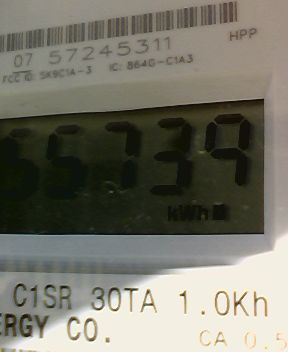 07 57245311
HPP
FCC ID: SK9C1A-3 IC: 864G-C1A3
5739
kWh
C1SR 30TA 1.0Kh
ERGY CO.
CA 0.5